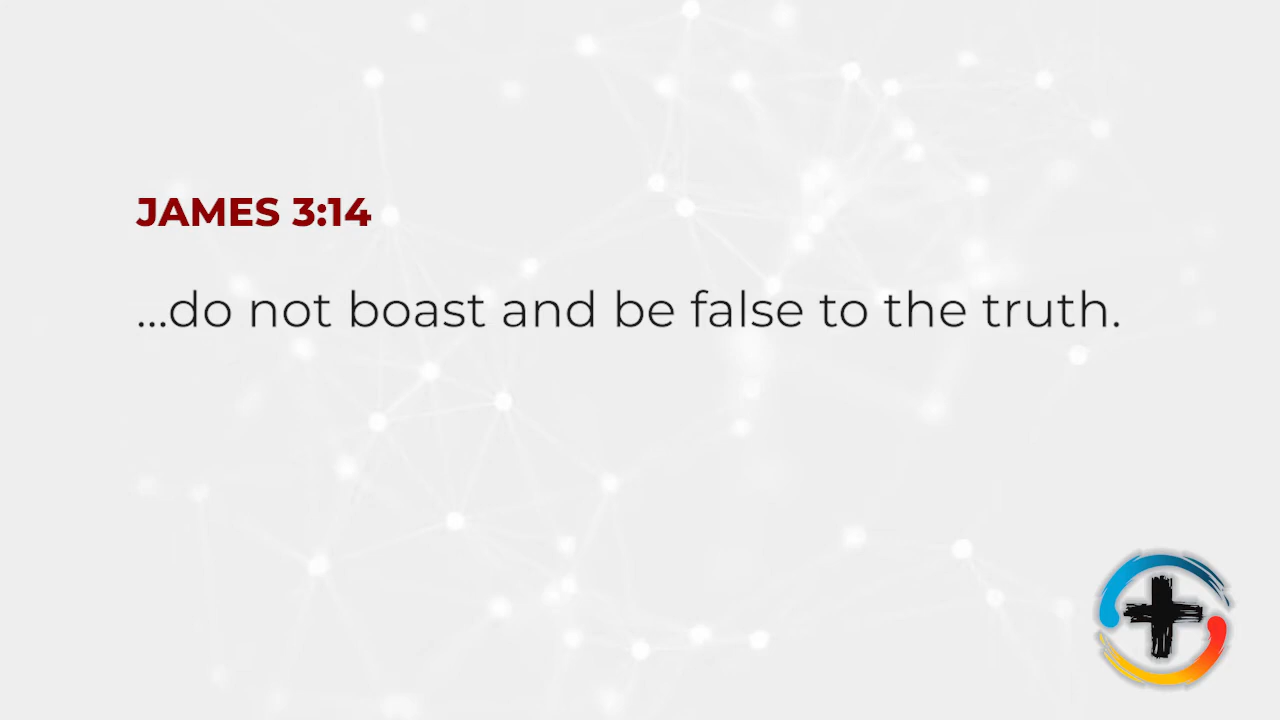 JAMES 3:14
...do not boast and be false to the truth.